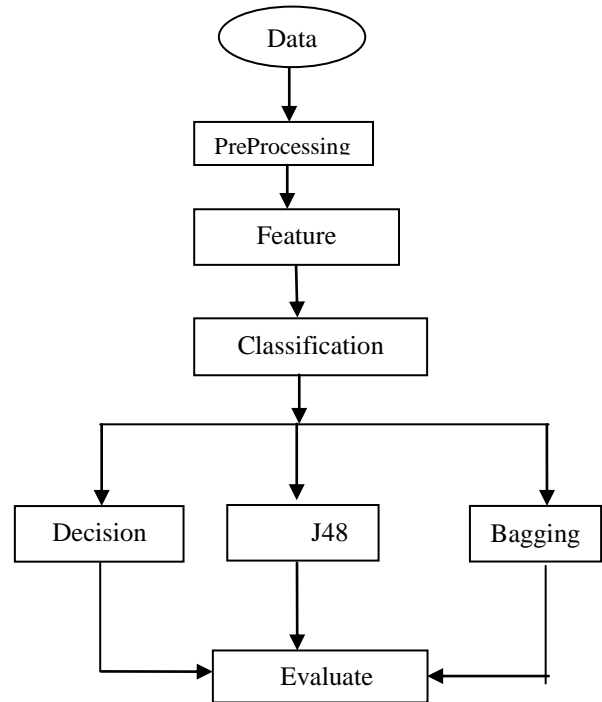 Data
PreProcessing
Feature
Classification
Decision
J48
Bagging
Evaluate